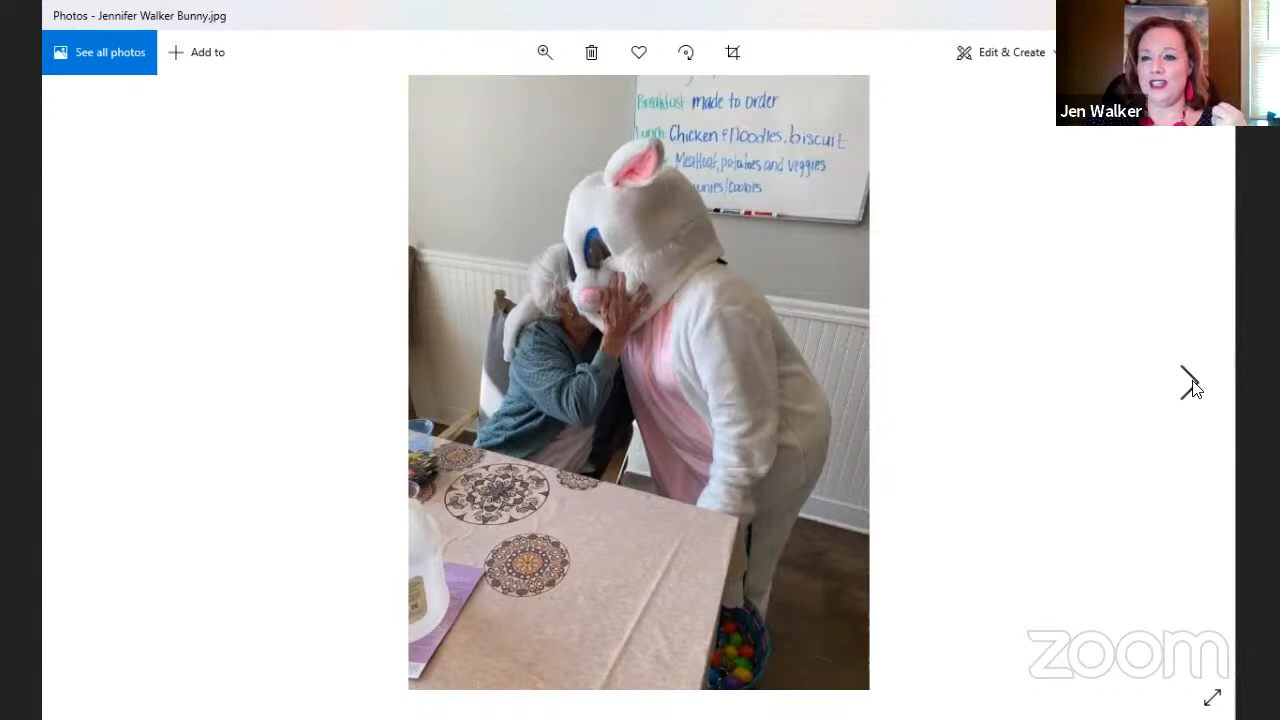 Photos - Jennifer Walker Bunny.jpg
See all photos
Add to
Edit & Create
Jen Walker
Breakfast made to order
Lunch Chicken & Noodles, biscuit
Meatloaf, potatoes and veggies
/cookies
zoom